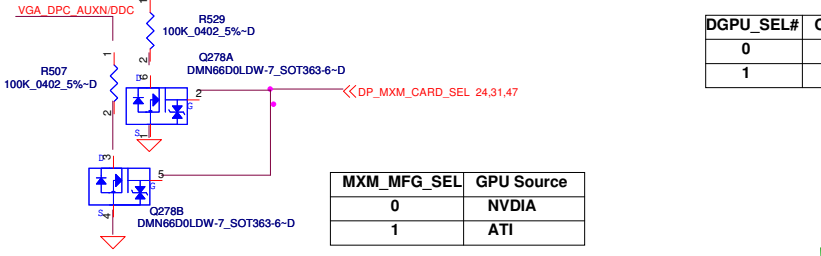 VGA_DPC_AUXN/DDC
1
R529
100K_0402_5%~D
2
Q278A
DMN66D0LDW-7_SOT363-6~D
1
R507
100K_0402_5%~D
2
D
6
2
G
S
1
DP_MXM_CARD_SEL 24,31,47
D
3
5
G
S
4
Q278B
DMN66D0LDW-7_SOT363-6~D
MXM_MFG_SEL GPU Source
0 NVDIA
1 ATI
DGPU_SEL#
0
1